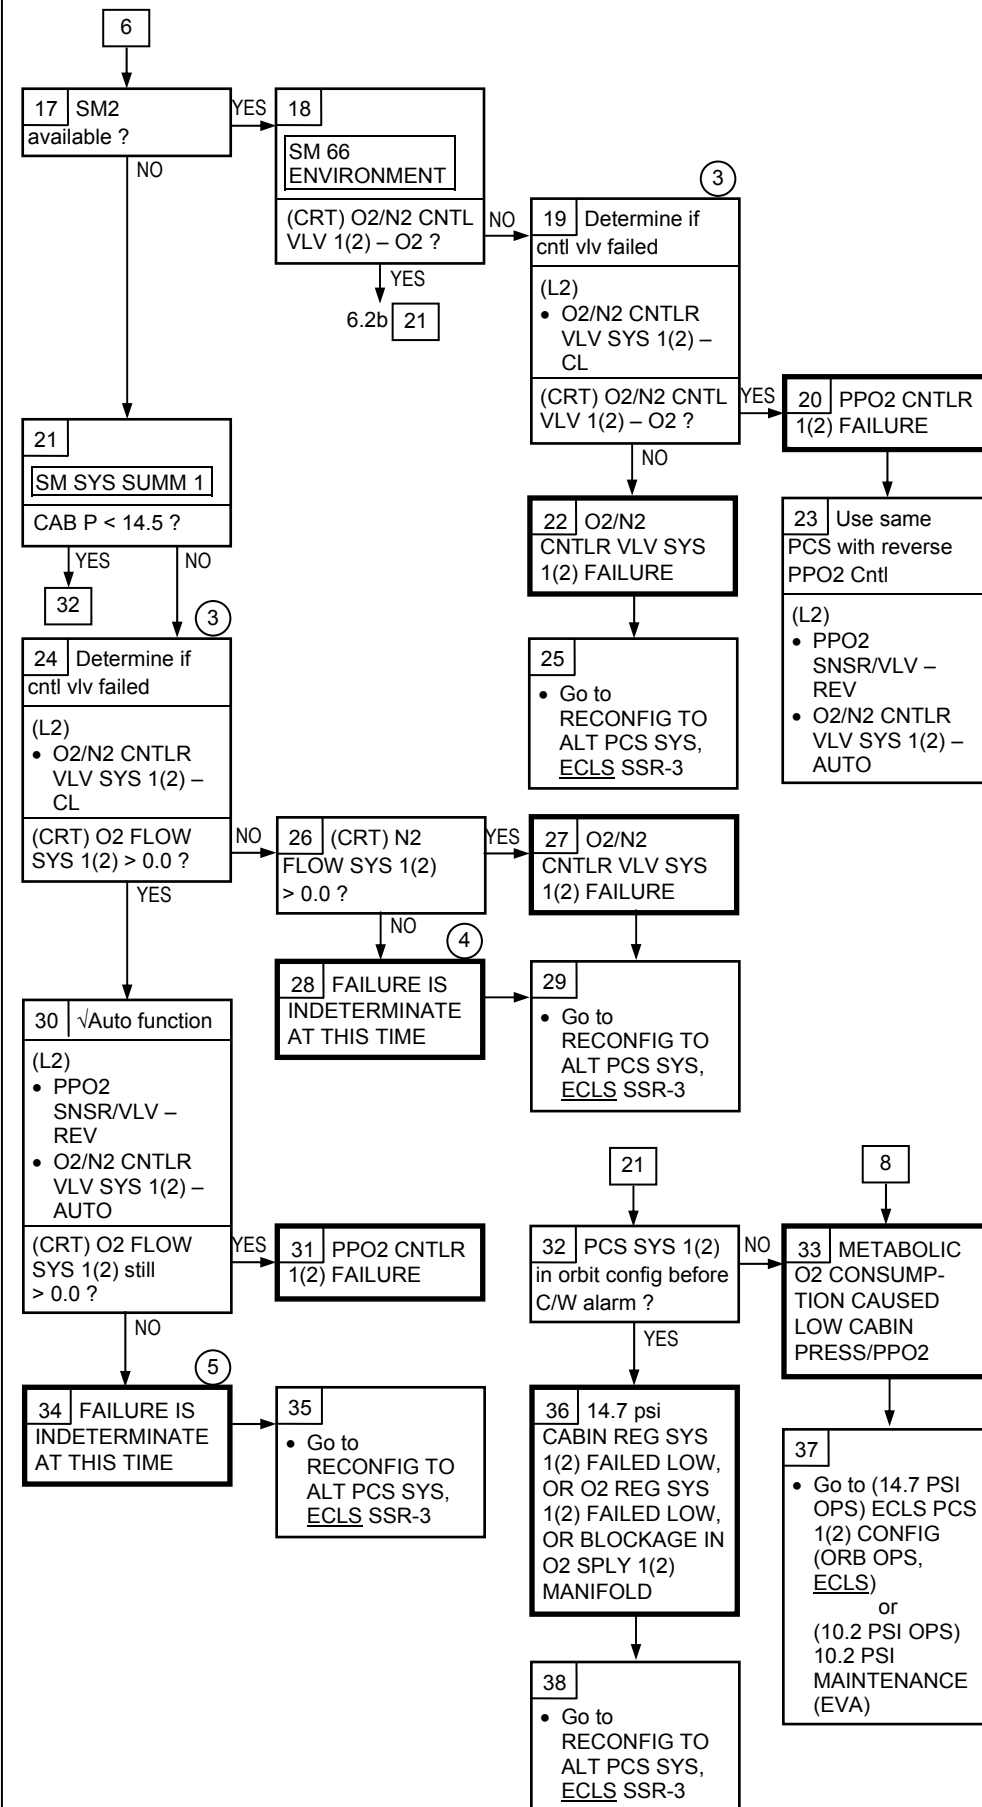 6
17 SM2
available ?
YES
NO
18
SM 66
ENVIRONMENT
(CRT) O2/N2 CNTL
VLV 1(2) – O2 ?
NO
YES
6.2b 21
3
19 Determine if
cntl vlv failed
(L2)
• O2/N2 CNTLR
VLV SYS 1(2) –
CL
(CRT) O2/N2 CNTL
VLV 1(2) – O2 ?
YES
NO
20 PPO2 CNTLR
1(2) FAILURE
21
SM SYS SUMM 1
CAB P < 14.5 ?
YES
NO
32
22 O2/N2
CNTLR VLV SYS
1(2) FAILURE
23 Use same
PCS with reverse
PPO2 Cntl
(L2)
• PPO2
SNSR/VLV –
REV
• O2/N2 CNTLR
VLV SYS 1(2) –
AUTO
3
24 Determine if
cntl vlv failed
(L2)
• O2/N2 CNTLR
VLV SYS 1(2) –
CL
(CRT) O2 FLOW
SYS 1(2) > 0.0 ?
NO
YES
25
• Go to
RECONFIG TO
ALT PCS SYS,
ECLS SSR-3
26 (CRT) N2
FLOW SYS 1(2)
> 0.0 ?
YES
NO
27 O2/N2
CNTLR VLV SYS
1(2) FAILURE
4
28 FAILURE IS
INDETERMINATE
AT THIS TIME
29
• Go to
RECONFIG TO
ALT PCS SYS,
ECLS SSR-3
30 √Auto function
(L2)
• PPO2
SNSR/VLV –
REV
• O2/N2 CNTLR
VLV SYS 1(2) –
AUTO
(CRT) O2 FLOW
SYS 1(2) still
> 0.0 ?
YES
NO
31 PPO2 CNTLR
1(2) FAILURE
21
32 PCS SYS 1(2)
in orbit config before
C/W alarm ?
NO
YES
8
33 METABOLIC
O2 CONSUMP-
TION CAUSED
LOW CABIN
PRESS/PPO2
5
34 FAILURE IS
INDETERMINATE
AT THIS TIME
35
• Go to
RECONFIG TO
ALT PCS SYS,
ECLS SSR-3
36 14.7 psi
CABIN REG SYS
1(2) FAILED LOW,
OR O2 REG SYS
1(2) FAILED LOW,
OR BLOCKAGE IN
O2 SPLY 1(2)
MANIFOLD
37
• Go to (14.7 PSI
OPS) ECLS PCS
1(2) CONFIG
(ORB OPS,
ECLS)
or
(10.2 PSI OPS)
10.2 PSI
MAINTENANCE
(EVA)
38
• Go to
RECONFIG TO
ALT PCS SYS,
ECLS SSR-3